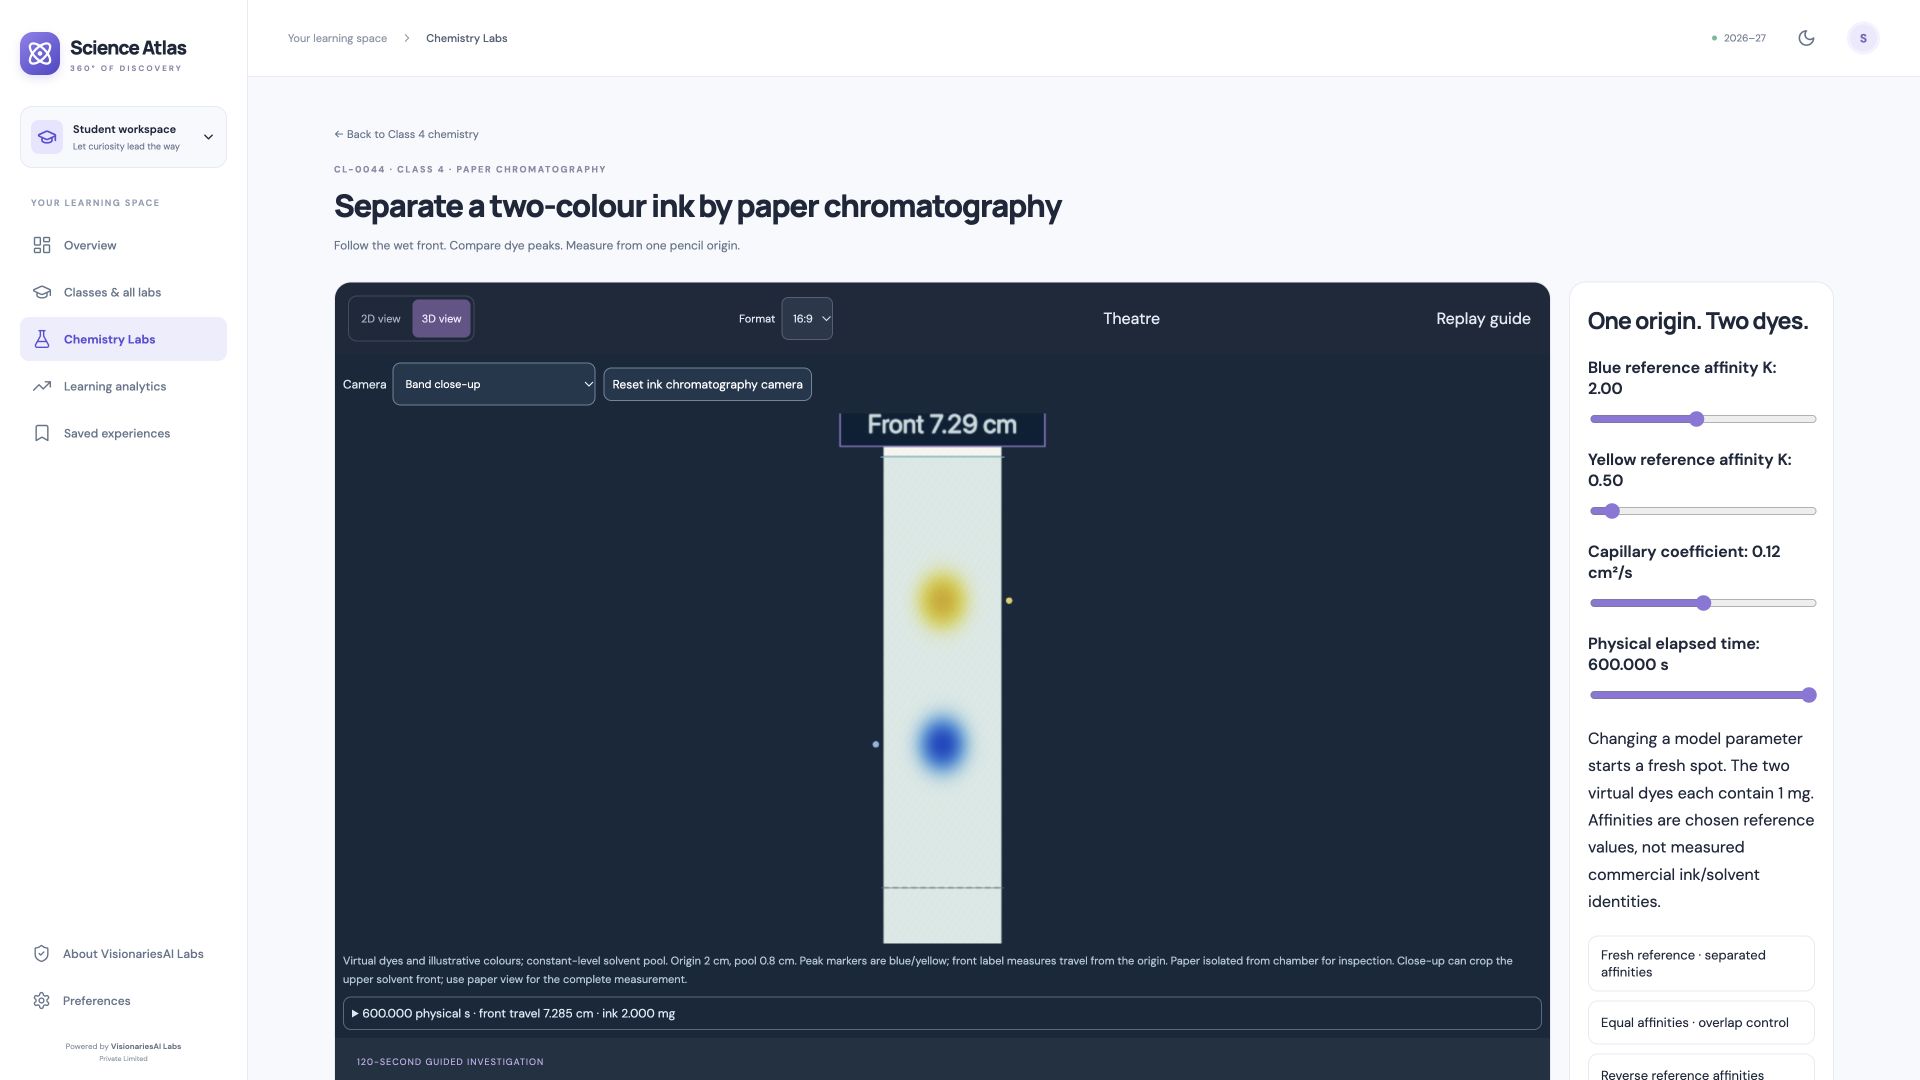 Science Atlas
360° OF DISCOVERY
Student workspace
Let curiosity lead the way
YOUR LEARNING SPACE
Overview
Classes & all labs
Chemistry Labs
Learning analytics
Saved experiences
About VisionariesAI Labs
Preferences
Powered by VisionariesAI Labs
Private Limited
Your learning space
Chemistry Labs
2026–27
S
← Back to Class 4 chemistry
CL-0044 · CLASS 4 · PAPER CHROMATOGRAPHY
Separate a two-colour ink by paper chromatography
Follow the wet front. Compare dye peaks. Measure from one pencil origin.
2D view
3D view
Format
16:9
Theatre
Replay guide
Camera
Band close-up
Reset ink chromatography camera
Front 7.29 cm
Virtual dyes and illustrative colours; constant-level solvent pool. Origin 2 cm, pool 0.8 cm. Peak markers are blue/yellow; front label measures travel from the origin. Paper isolated from chamber for inspection. Close-up can crop the
upper solvent front; use paper view for the complete measurement.
▶ 600.000 physical s · front travel 7.285 cm · ink 2.000 mg
120-SECOND GUIDED INVESTIGATION
One origin. Two dyes.
Blue reference affinity K:
2.00
Yellow reference affinity K:
0.50
Capillary coefficient: 0.12
cm²/s
Physical elapsed time:
600.000 s
Changing a model parameter
starts a fresh spot. The two
virtual dyes each contain 1 mg.
Affinities are chosen reference
values, not measured
commercial ink/solvent
identities.
Fresh reference · separated
affinities
Equal affinities · overlap control
Reverse reference affinities